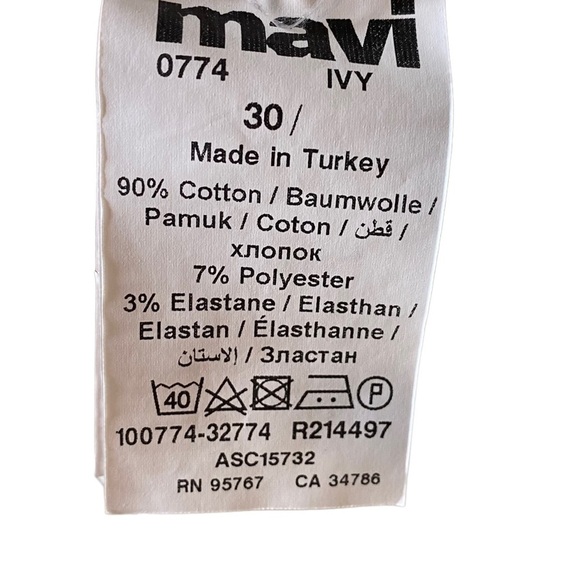 mavi
0774 IVY
30/
Made in Turkey
90% Cotton / Baumwolle /
Pamuk / Coton / قطن /
хлопок
7% Polyester
3% Elastane / Elasthan /
Elastan / Élasthanne /
الاستان / Зластан
40 P
100774-32774 R214497
ASC15732
RN 95767 CA 34786